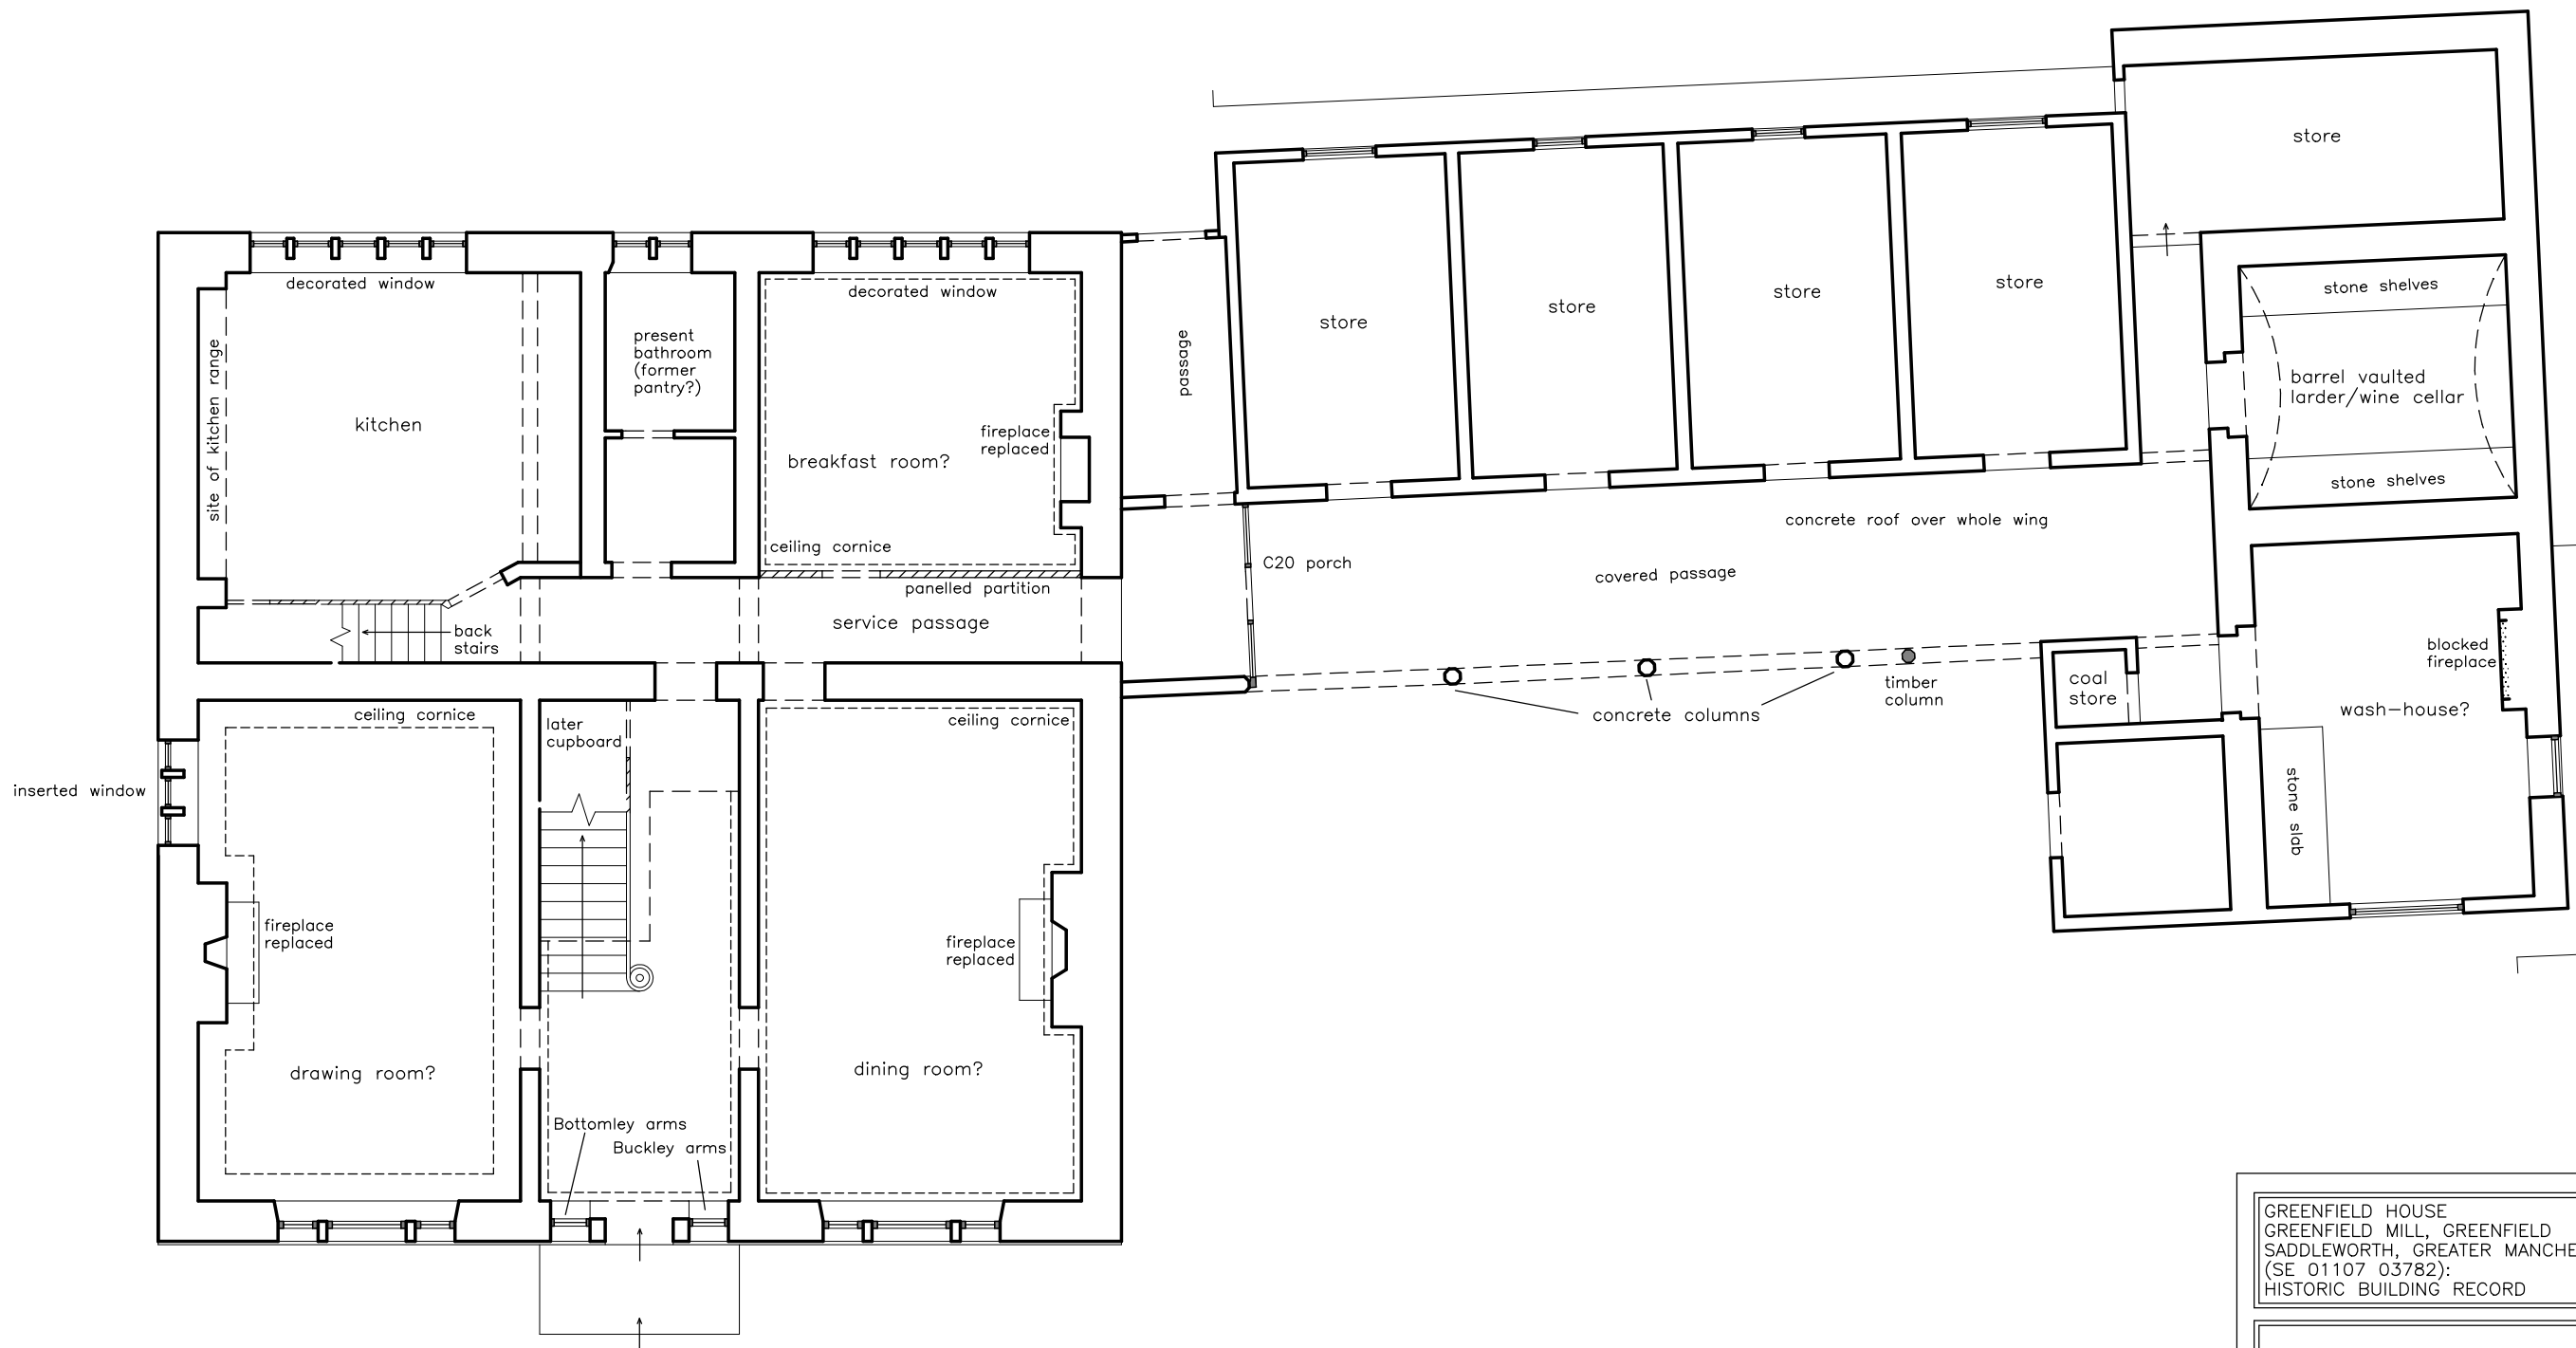 store
decorated window
site of kitchen range
kitchen
present
bathroom
(former
pantry?)
decorated window
fireplace
replaced
breakfast room?
ceiling cornice
panelled partition
passage
store
store
store
store
stone shelves
barrel vaulted
larder/wine cellar
stone shelves
concrete roof over whole wing
C20 porch
covered passage
service passage
back
stairs
concrete columns
timber
column
coal
store
blocked
fireplace
wash-house?
stone slab
ceiling cornice
later
cupboard
ceiling cornice
inserted window
fireplace
replaced
fireplace
replaced
drawing room?
dining room?
Bottomley arms
Buckley arms
GREENFIELD HOUSE
GREENFIELD MILL, GREENFIELD
SADDLEWORTH, GREATER MANCHE
(SE 01107 03782):
HISTORIC BUILDING RECORD